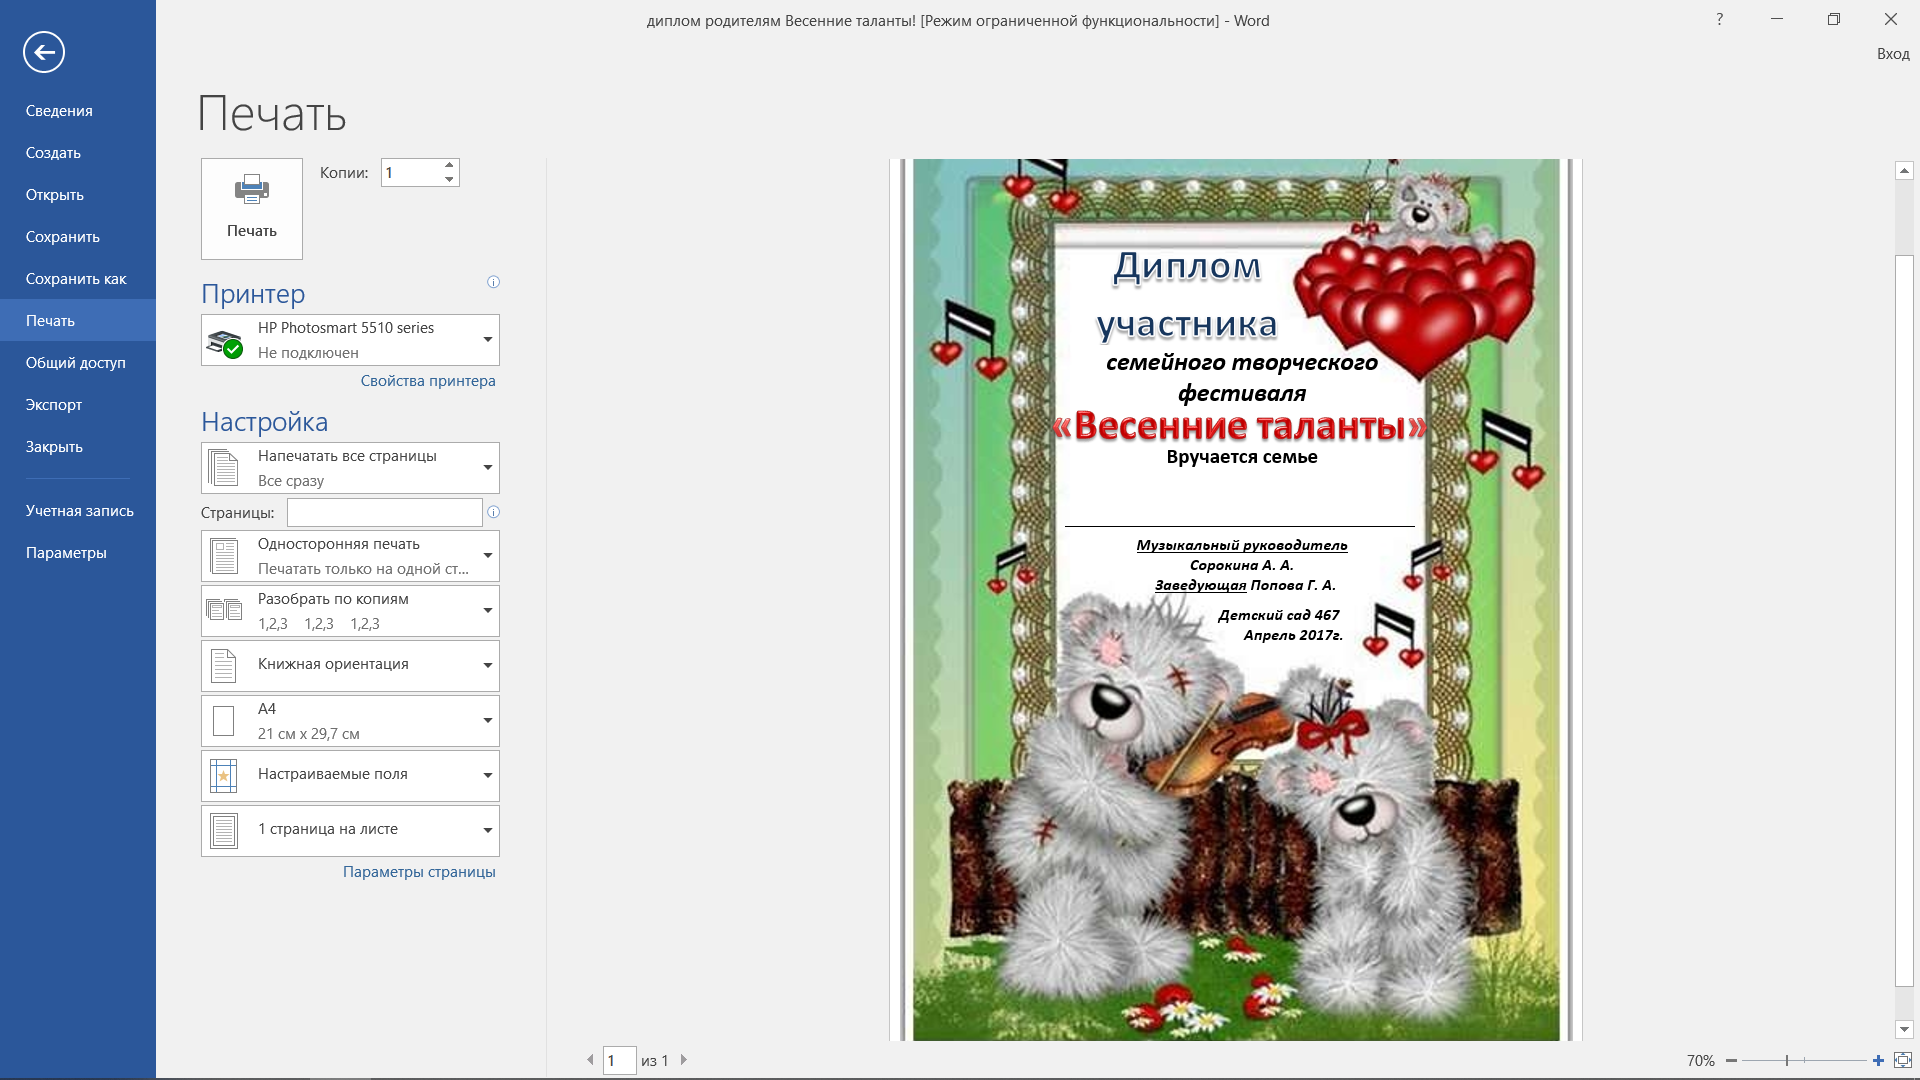 диплом родителям Весенние таланты! [Режим ограниченной функциональности] - Word
?
Вход
Сведения
Создать
Открыть
Сохранить
Сохранить как
Печать
Общий доступ
Экспорт
Закрыть
Учетная запись
Параметры
Печать
Печать
Копии: 1
Принтер
HP Photosmart 5510 series
Не подключен
Свойства принтера
Настройка
Напечатать все страницы
Все сразу
Страницы:
Односторонняя печать
Печатать только на одной ст...
Разобрать по копиям
1,2,3 1,2,3 1,2,3
Книжная ориентация
A4
21 см x 29,7 см
Настраиваемые поля
1 страница на листе
Параметры страницы
Диплом
участника
семейного творческого
фестиваля
«Весенние таланты»
Вручается семье
Музыкальный руководитель
Сорокина А. А.
Заведующая Попова Г. А.
Детский сад 467
Апрель 2017г.
1 из 1
70%